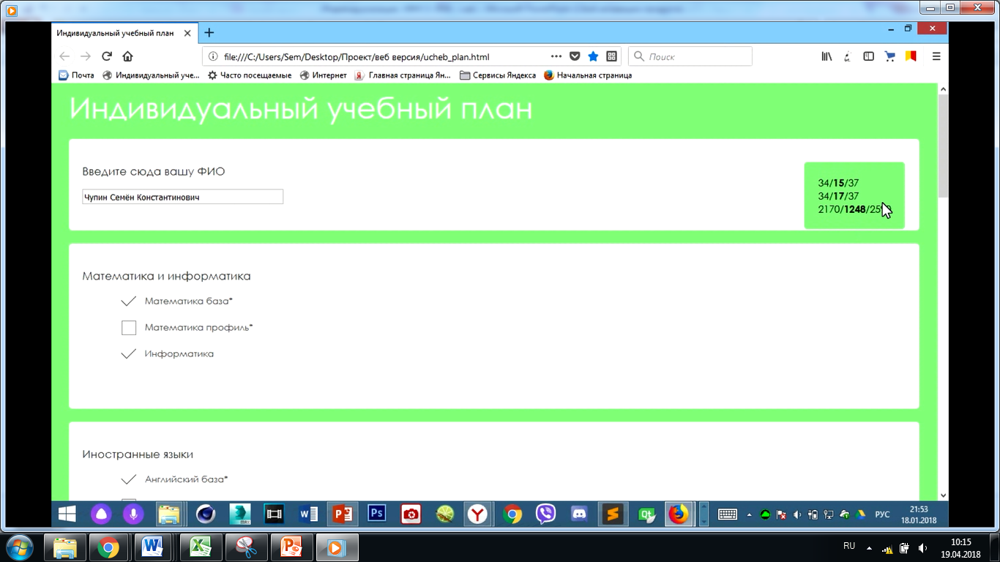 Индивидуальный учебный план
file:///C:/Users/Sem/Desktop/Проект/веб версия/ucheb_plan.html
Поиск
Почта
Индивидуальный уче...
Часто посещаемые
Интернет
Главная страница Ян...
Сервисы Яндекса
Начальная страница
Индивидуальный учебный план
Введите сюда вашу ФИО
Чупин Семён Константинович
34/15/37
34/17/37
2170/1248/25
Математика и информатика
Математика база*
Математика профиль*
Информатика
Иностранные языки
Английский база*
РУС
21:53
18.01.2018
RU
10:15
19.04.2018